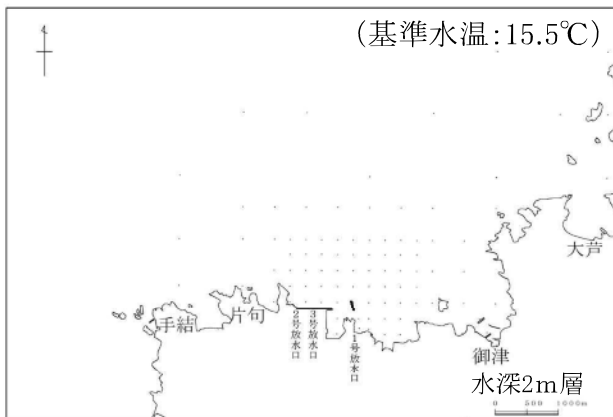 (基準水温:15.5℃)
大芦
手結
片句
2号放水口
3号放水口
1号放水口
御津
水深2m層
0 500 1000m